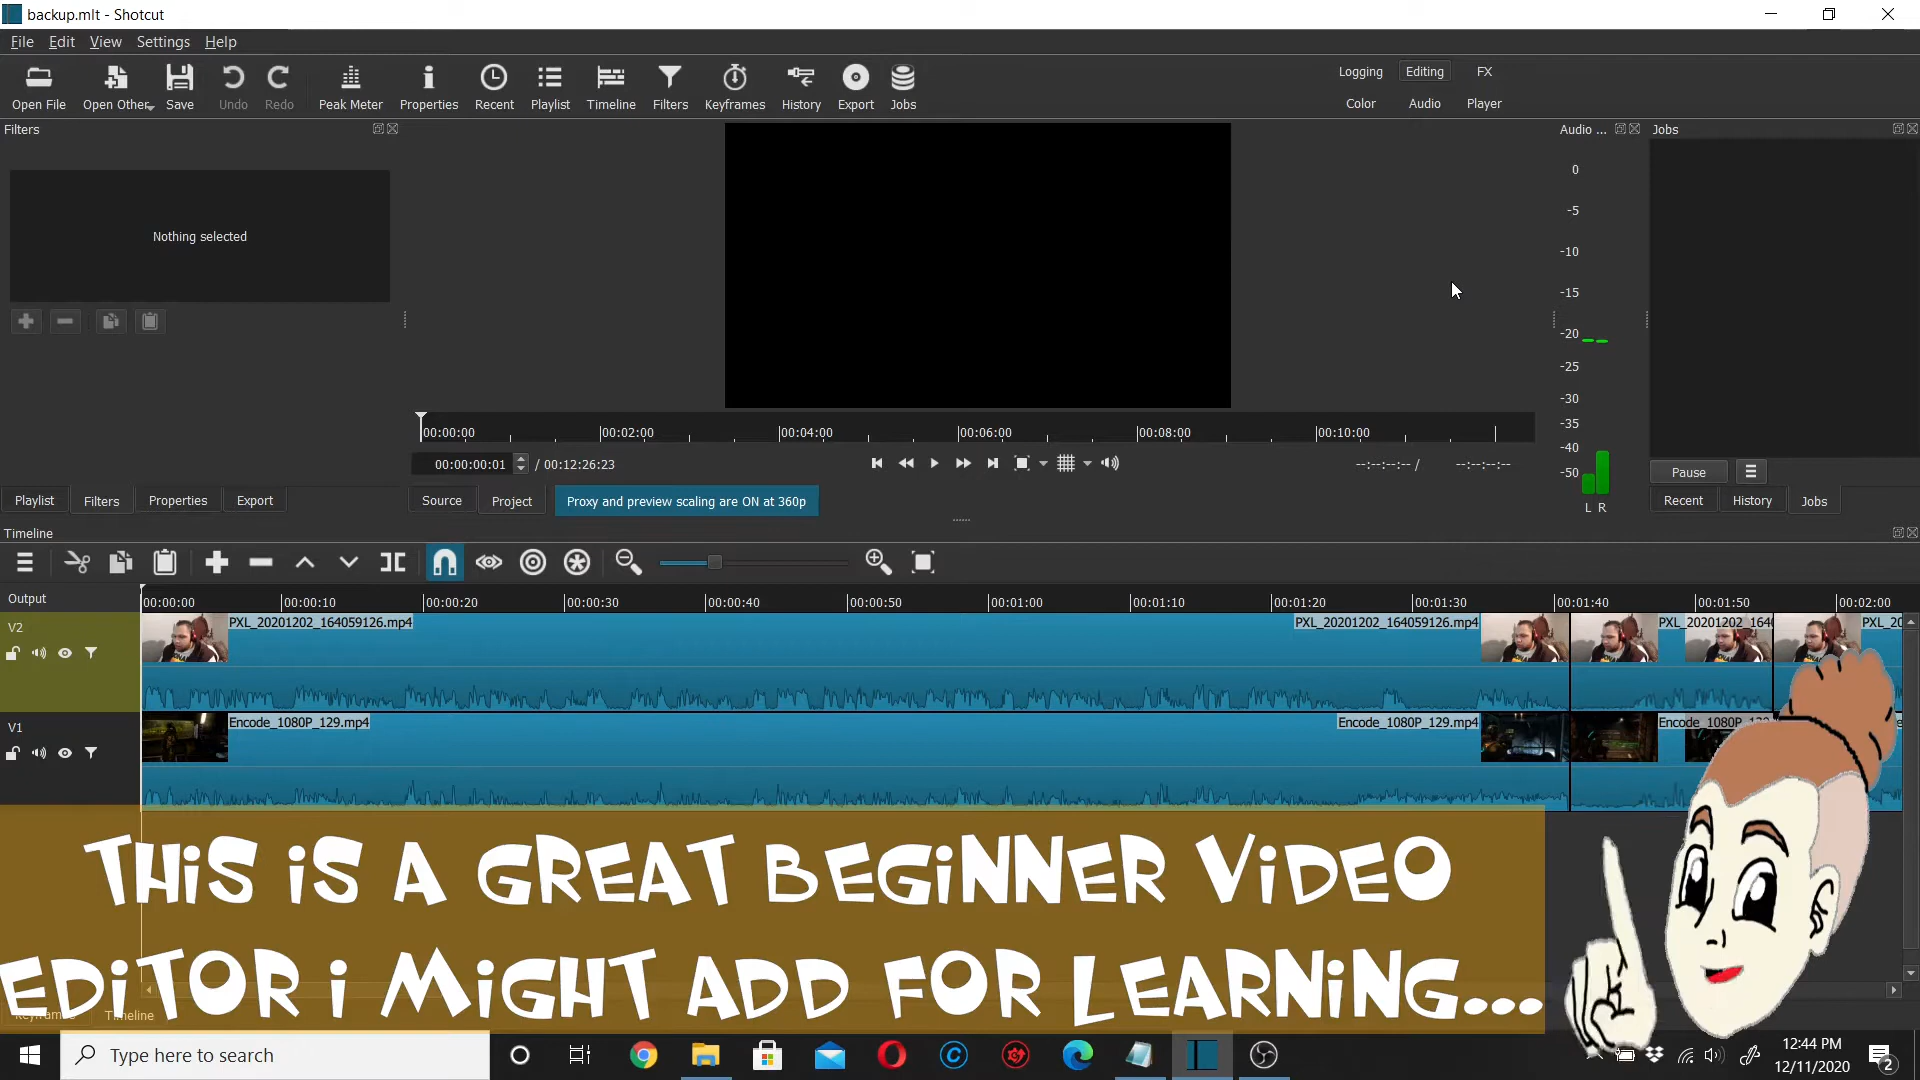 backup.mlt - Shotcut
File Edit View Settings Help
Open File Open Other Save Undo Redo Peak Meter Properties Recent Playlist Timeline Filters Keyframes History Export Jobs
Logging Editing FX
Color Audio Player
Filters
Audio ...
Jobs
Nothing selected
0
-5
-10
-15
-20
-25
-30
-35
-40
-50
L R
00:00:00 00:02:00 00:04:00 00:06:00 00:08:00 00:10:00
00:00:00:01 / 00:12:26:23
--:--:--:-- / --:--:--:--
Pause
Playlist Filters Properties Export
Source Project Proxy and preview scaling are ON at 360p
Recent History Jobs
Timeline
Output
00:00:00 00:00:10 00:00:20 00:00:30 00:00:40 00:00:50 00:01:00 00:01:10 00:01:20 00:01:30 00:01:40 00:01:50 00:02:00
V2
PXL_20201202_164059126.mp4 PXL_20201202_164059126.mp4 PXL_20201202_164 PXL_20
V1
Encode_1080P_129.mp4 Encode_1080P_129.mp4 Encode_1080P_129
THIS IS A GREAT BEGINNER VIDEO
EDITOR I MIGHT ADD FOR LEARNING...
Keyframes Timeline
Type here to search
12:44 PM
12/11/2020
2